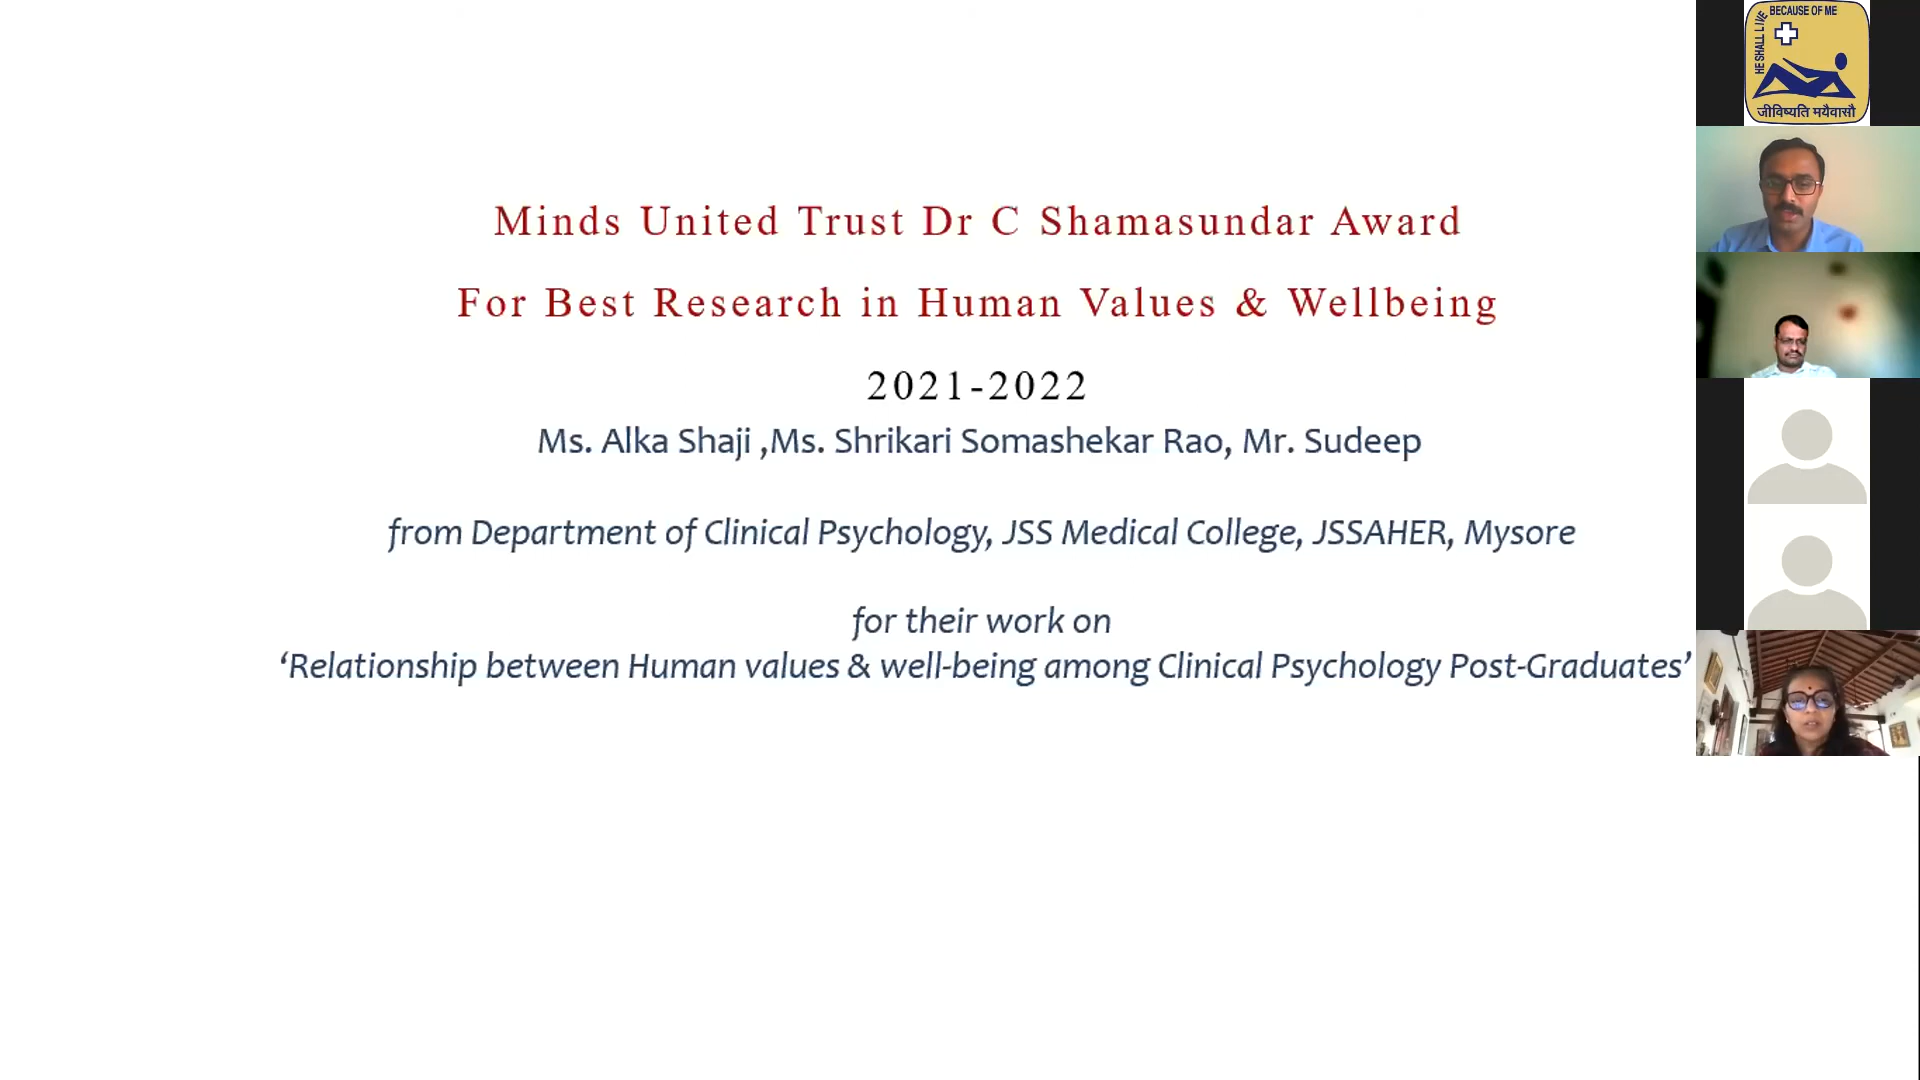 Minds United Trust Dr C Shamasundar Award
For Best Research in Human Values & Wellbeing
2021-2022
Ms. Alka Shaji ,Ms. Shrikari Somashekar Rao, Mr. Sudeep
from Department of Clinical Psychology, JSS Medical College, JSSAHER, Mysore
for their work on
‘Relationship between Human values & well-being among Clinical Psychology Post-Graduates’
HE SHALL LIVE BECAUSE OF ME
जीविष्यति मयैवासौ